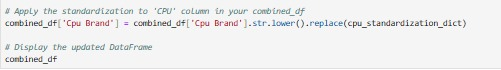 # Apply the standardization to 'CPU' column in your combined_df
combined_df['Cpu Brand'] = combined_df['Cpu Brand'].str.lower().replace(cpu_standardization_dict)
# Display the updated DataFrame
combined_df